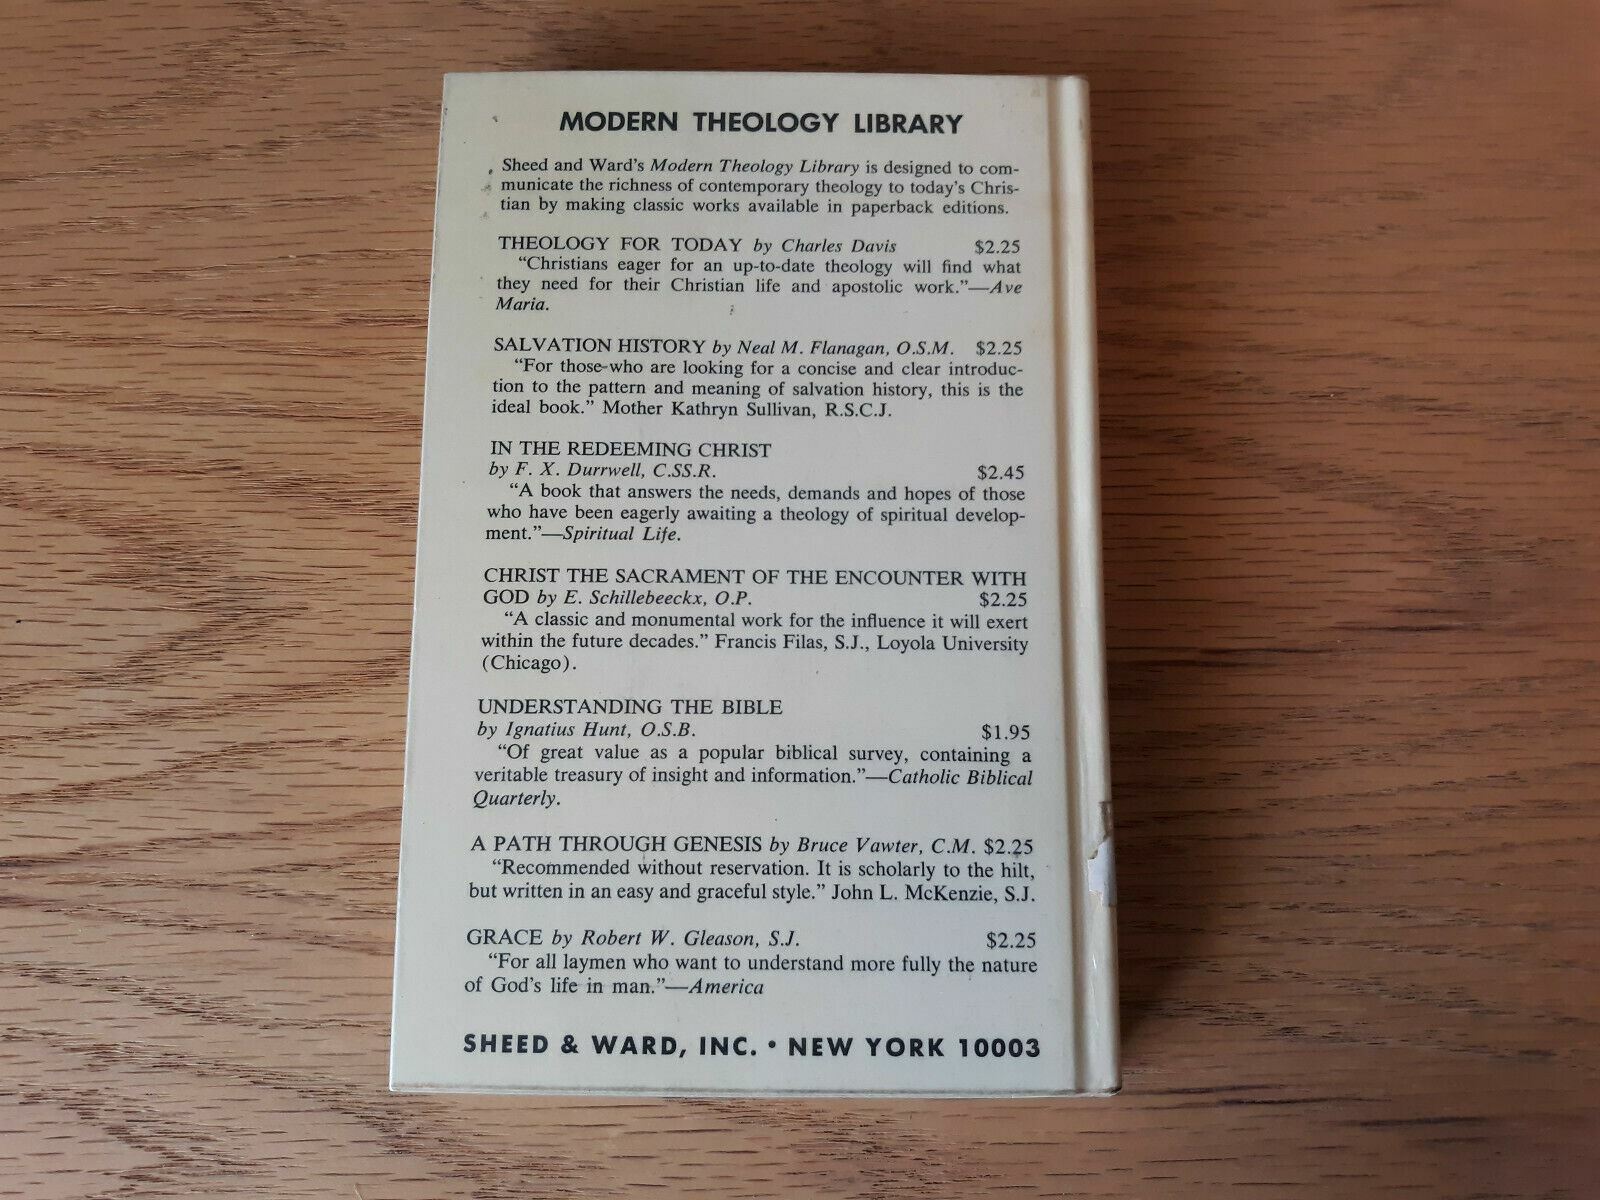 MODERN THEOLOGY LIBRARY
Sheed and Ward's Modern Theology Library is designed to com-
municate the richness of contemporary theology to today's Chris-
tian by making classic works available in paperback editions.
THEOLOGY FOR TODAY by Charles Davis $2.25
"Christians eager for an up-to-date theology will find what
they need for their Christian life and apostolic work."—Ave
Maria.
SALVATION HISTORY by Neal M. Flanagan, O.S.M. $2.25
"For those who are looking for a concise and clear introduc-
tion to the pattern and meaning of salvation history, this is the
ideal book." Mother Kathryn Sullivan, R.S.C.J.
IN THE REDEEMING CHRIST
by F. X. Durrwell, C.SS.R. $2.45
"A book that answers the needs, demands and hopes of those
who have been eagerly awaiting a theology of spiritual develop-
ment."—Spiritual Life.
CHRIST THE SACRAMENT OF THE ENCOUNTER WITH
GOD by E. Schillebeeckx, O.P. $2.25
"A classic and monumental work for the influence it will exert
within the future decades." Francis Filas, S.J., Loyola University
(Chicago).
UNDERSTANDING THE BIBLE
by Ignatius Hunt, O.S.B. $1.95
"Of great value as a popular biblical survey, containing a
veritable treasury of insight and information."—Catholic Biblical
Quarterly.
A PATH THROUGH GENESIS by Bruce Vawter, C.M. $2.25
"Recommended without reservation. It is scholarly to the hilt,
but written in an easy and graceful style." John L. McKenzie, S.J.
GRACE by Robert W. Gleason, S.J. $2.25
"For all laymen who want to understand more fully the nature
of God's life in man."—America
SHEED & WARD, INC. • NEW YORK 10003